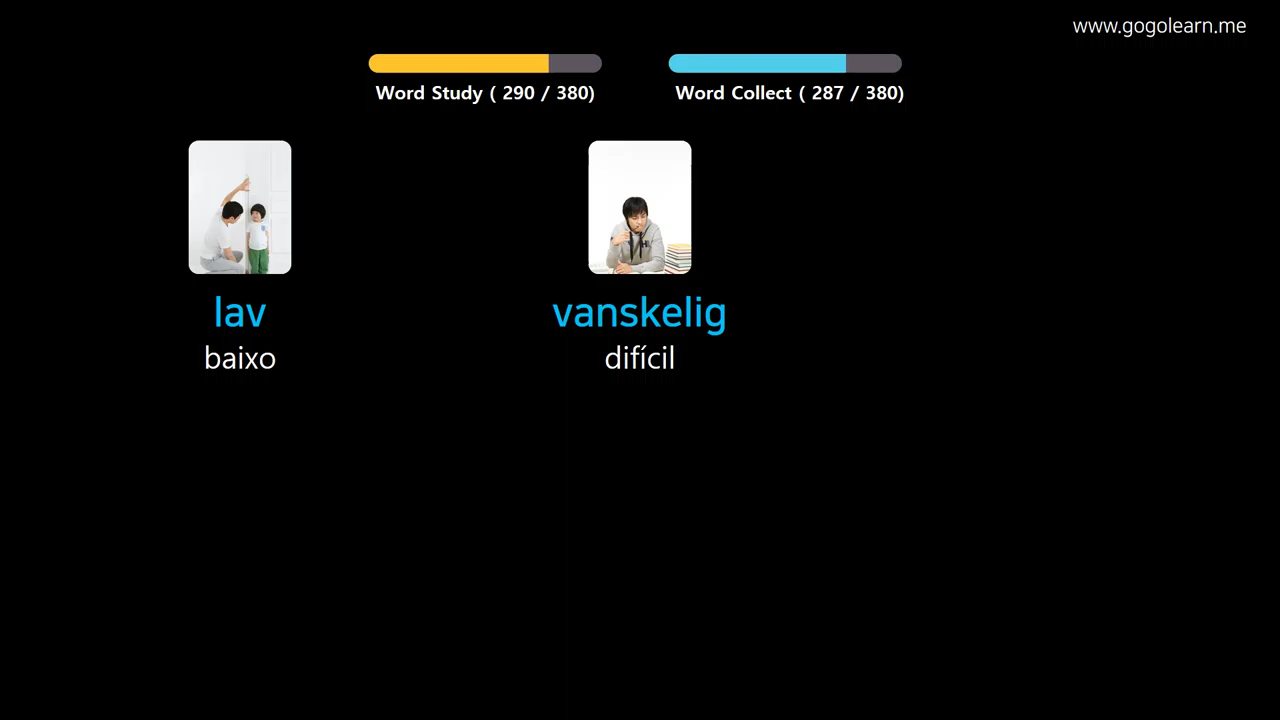 www.gogolearn.me
Word Study ( 290 / 380)
Word Collect ( 287 / 380)
lav
baixo
vanskelig
difícil